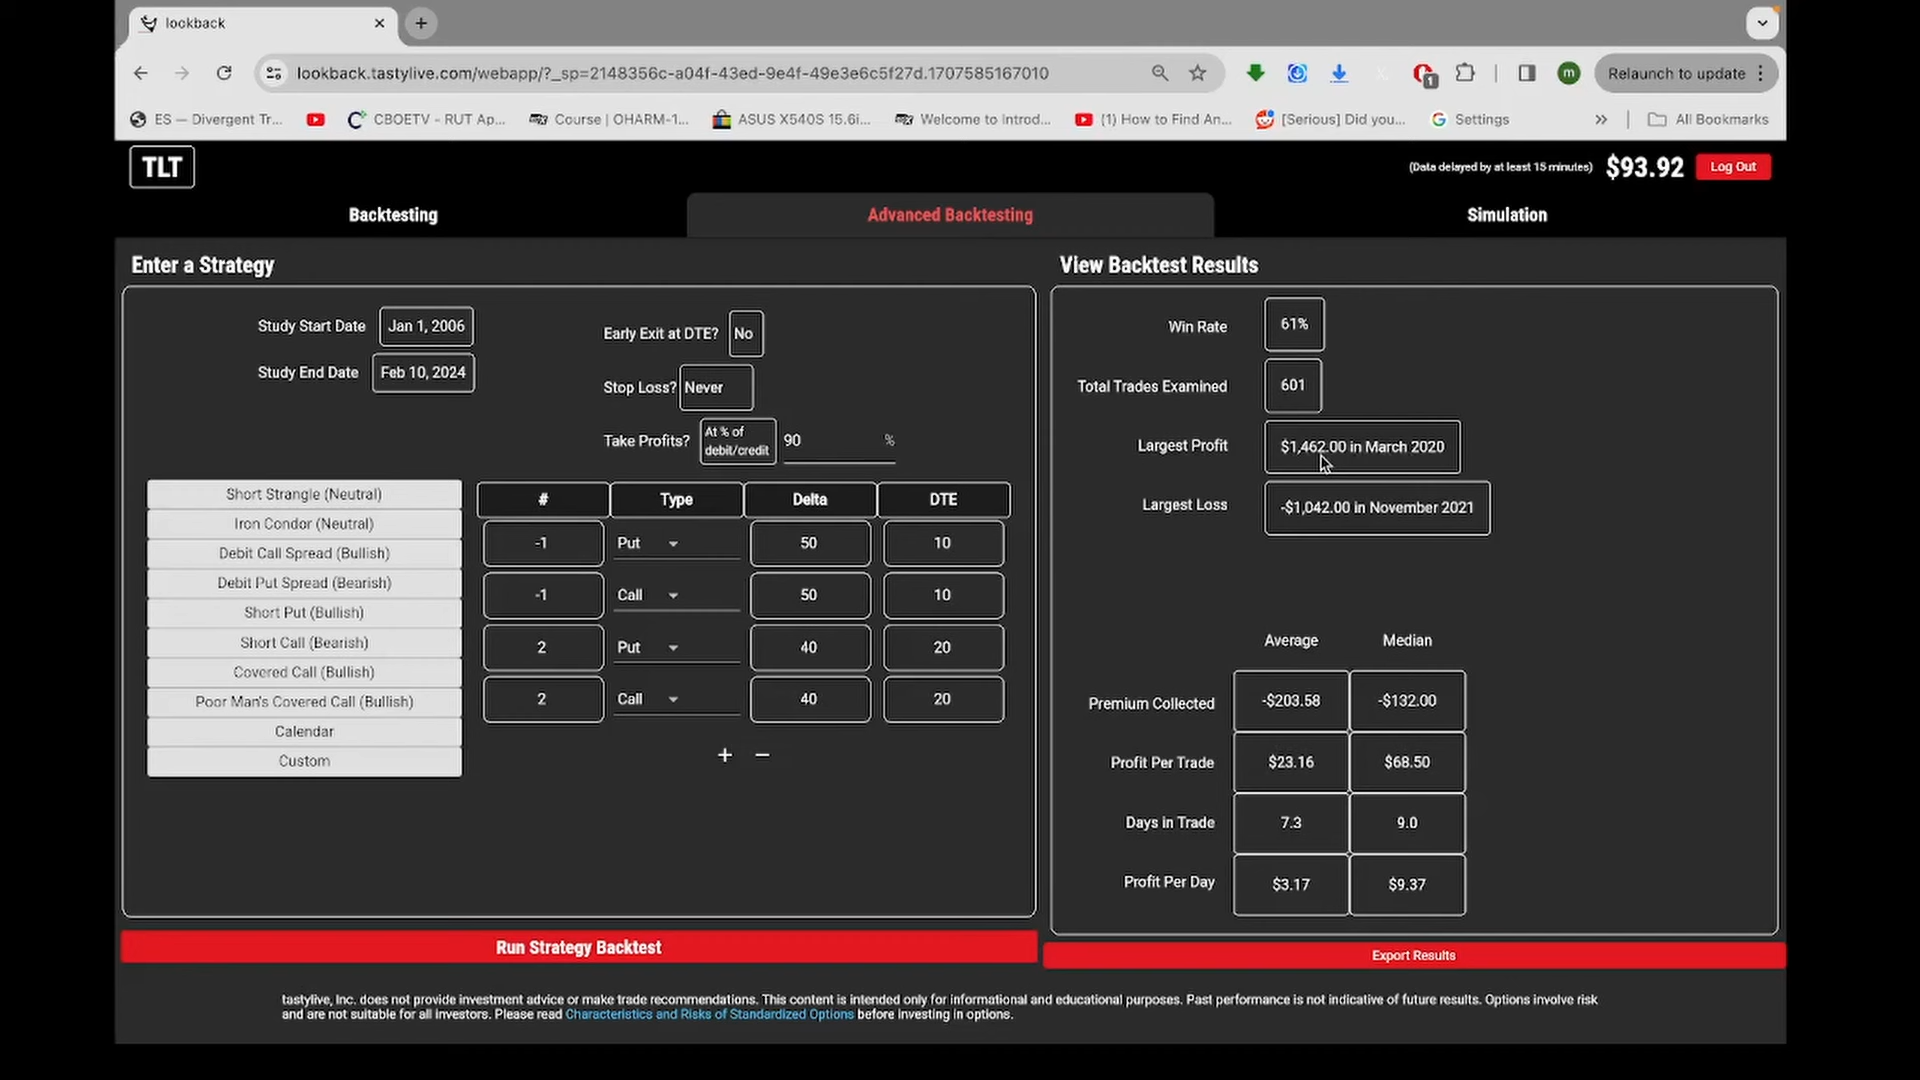 lookback
lookback.tastylive.com/webapp/?_sp=2148356c-a04f-43ed-9e4f-49e3e6c5f27d.1707585167010
1
m
Relaunch to update
ES — Divergent Tr...
CBOETV - RUT Ap...
Course | OHARM-1...
ASUS X540S 15.6i...
Welcome to Introd...
(1) How to Find An...
[Serious] Did you...
Settings
All Bookmarks
TLT
(Data delayed by at least 15 minutes)
$93.92
Log Out
Backtesting
Advanced Backtesting
Simulation
Enter a Strategy
Study Start Date
Jan 1, 2006
Study End Date
Feb 10, 2024
Early Exit at DTE?
No
Stop Loss?
Never
Take Profits?
At % of
debit/credit
90
%
Short Strangle (Neutral)
Iron Condor (Neutral)
Debit Call Spread (Bullish)
Debit Put Spread (Bearish)
Short Put (Bullish)
Short Call (Bearish)
Covered Call (Bullish)
Poor Man's Covered Call (Bullish)
Calendar
Custom
# Type Delta DTE
-1 Put 50 10
-1 Call 50 10
2 Put 40 20
2 Call 40 20
+ −
Run Strategy Backtest
View Backtest Results
Win Rate 61%
Total Trades Examined 601
Largest Profit $1,462.00 in March 2020
Largest Loss -$1,042.00 in November 2021
Average Median
Premium Collected -$203.58 -$132.00
Profit Per Trade $23.16 $68.50
Days in Trade 7.3 9.0
Profit Per Day $3.17 $9.37
Export Results
tastylive, Inc. does not provide investment advice or make trade recommendations. This content is intended only for informational and educational purposes. Past performance is not indicative of future results. Options involve risk
and are not suitable for all investors. Please read Characteristics and Risks of Standardized Options before investing in options.